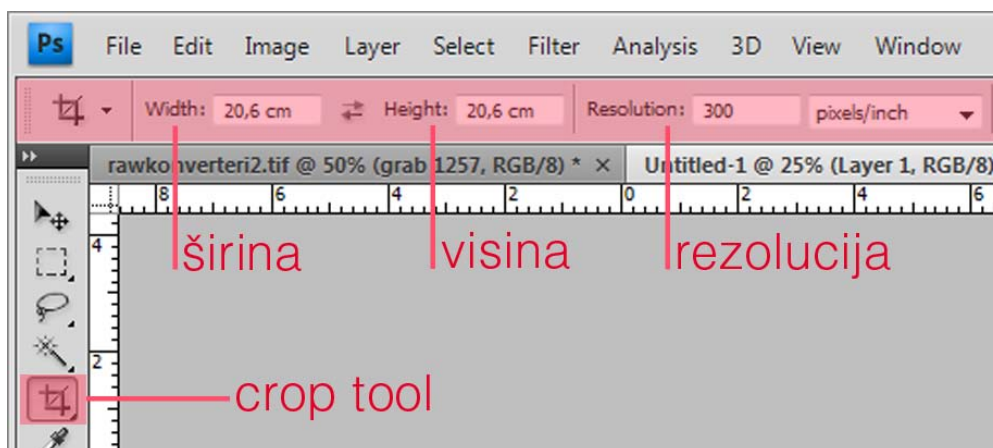 Ps File Edit Image Layer Select Filter Analysis 3D View Window
Width: 20,6 cm Height: 20,6 cm Resolution: 300 pixels/inch
rawkonverteri2.tif @ 50% (grab 1257, RGB/8) * × Untitled-1 @ 25% (Layer 1, RGB/8)
8 6 4 2 0 2 4 6
4
širina visina rezolucija
2
crop tool